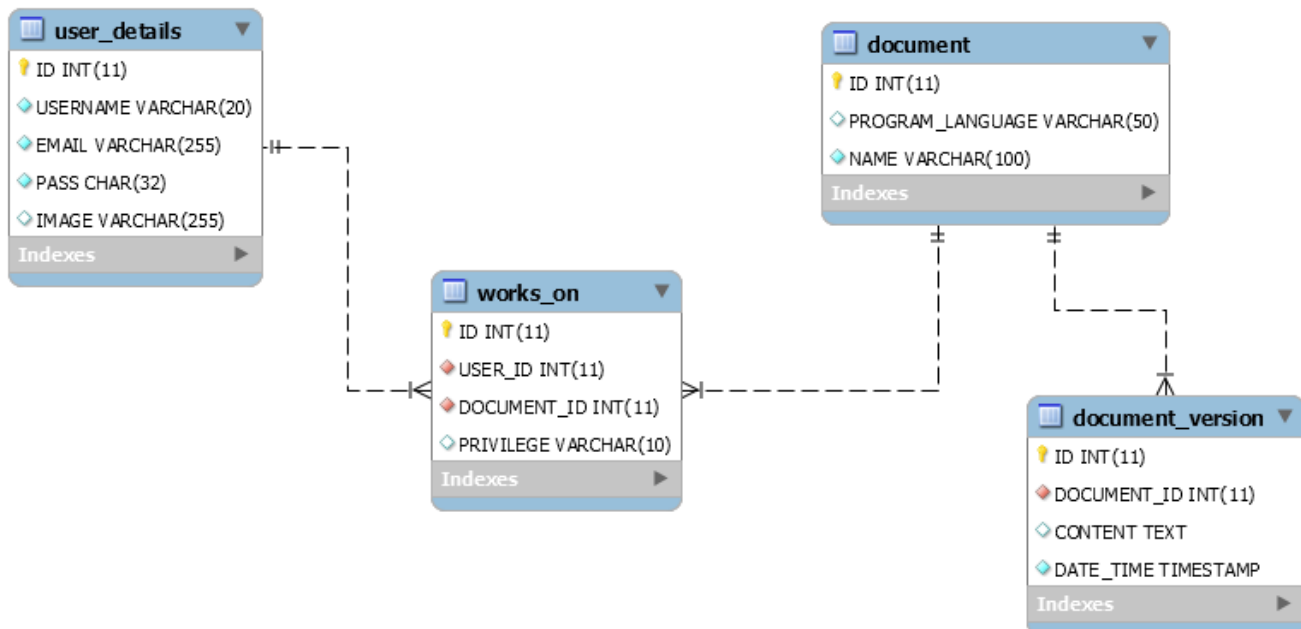 user_details
ID INT(11)
USERNAME VARCHAR(20)
EMAIL VARCHAR(255)
PASS CHAR(32)
IMAGE VARCHAR(255)
Indexes
document
ID INT(11)
PROGRAM_LANGUAGE VARCHAR(50)
NAME VARCHAR(100)
Indexes
works_on
ID INT(11)
USER_ID INT(11)
DOCUMENT_ID INT(11)
PRIVILEGE VARCHAR(10)
Indexes
document_version
ID INT(11)
DOCUMENT_ID INT(11)
CONTENT TEXT
DATE_TIME TIMESTAMP
Indexes